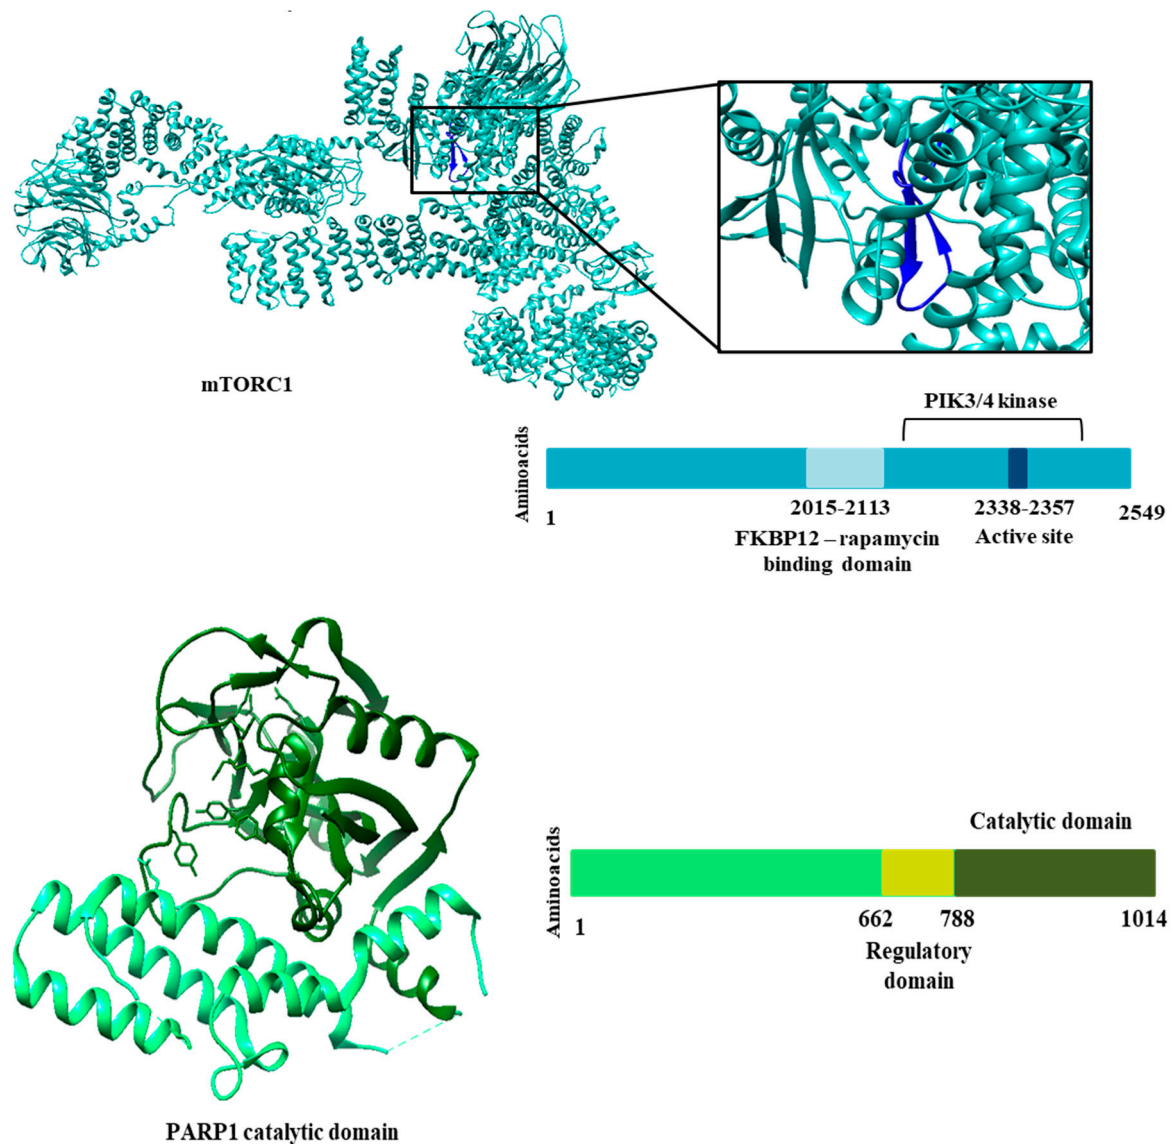 mTORC1
PIK3/4 kinase
Aminoacids
1
2015-2113
2338-2357
2549
FKBP12 – rapamycin
binding domain
Active site
Catalytic domain
Aminoacids
1
662
788
1014
Regulatory
domain
PARP1 catalytic domain